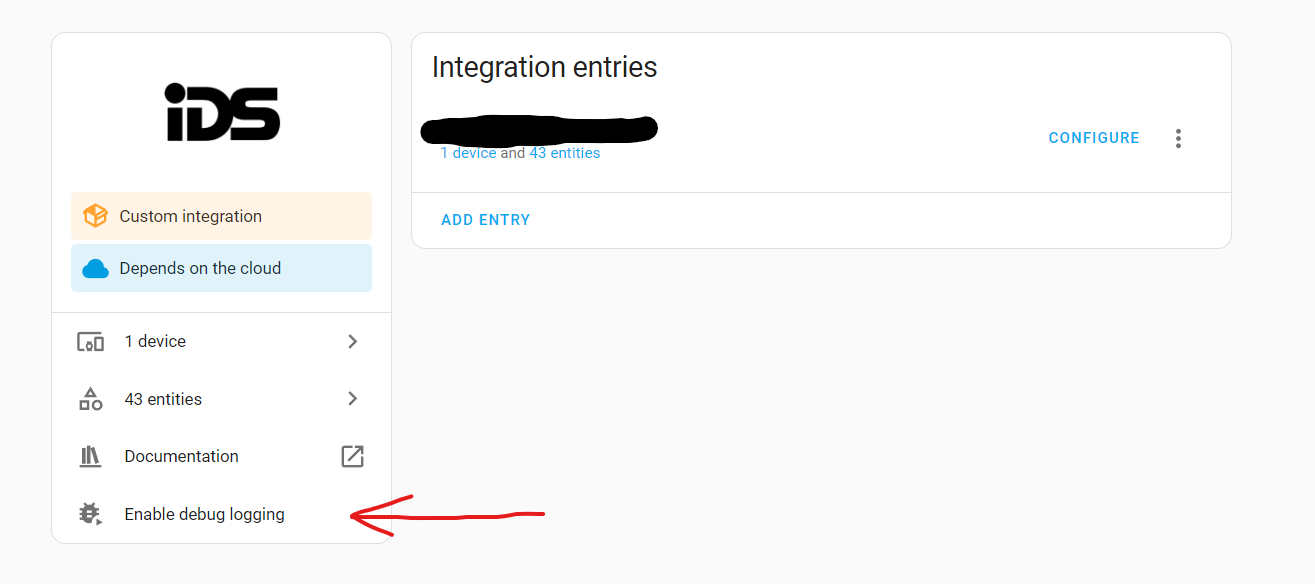 iDS
Custom integration
Depends on the cloud
1 device
43 entities
Documentation
Enable debug logging
Integration entries
1 device and 43 entities
CONFIGURE
ADD ENTRY